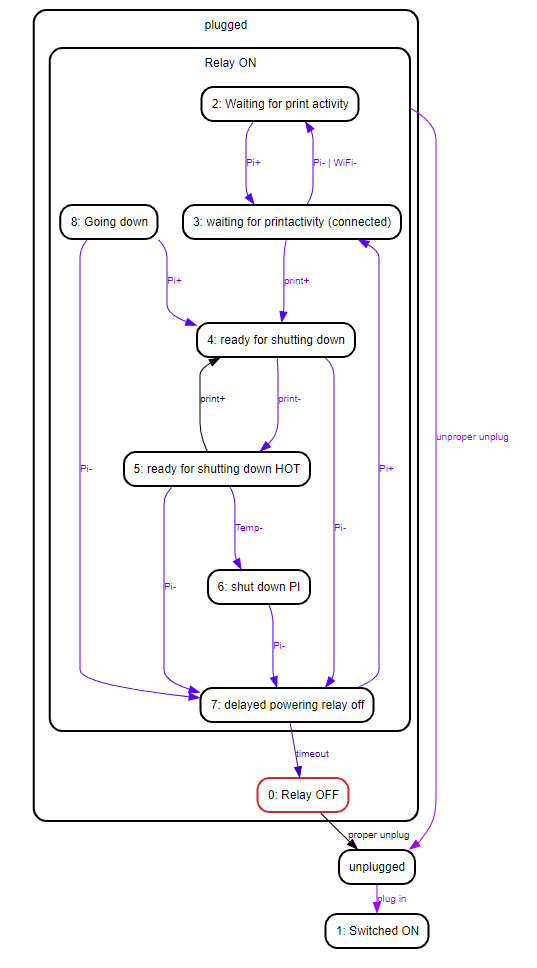 plugged
Relay ON
2: Waiting for print activity
Pi+
Pi- | WiFi-
8: Going down
3: waiting for printactivity (connected)
Pi+
print+
4: ready for shutting down
print+
print-
unproper unplug
Pi-
5: ready for shutting down HOT
Pi+
Temp-
Pi-
Pi-
6: shut down PI
Pi-
7: delayed powering relay off
timeout
0: Relay OFF
proper unplug
unplugged
plug in
1: Switched ON